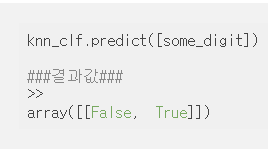 knn_clf.predict([some_digit])
###결과값###
>>
array([[False, True]])